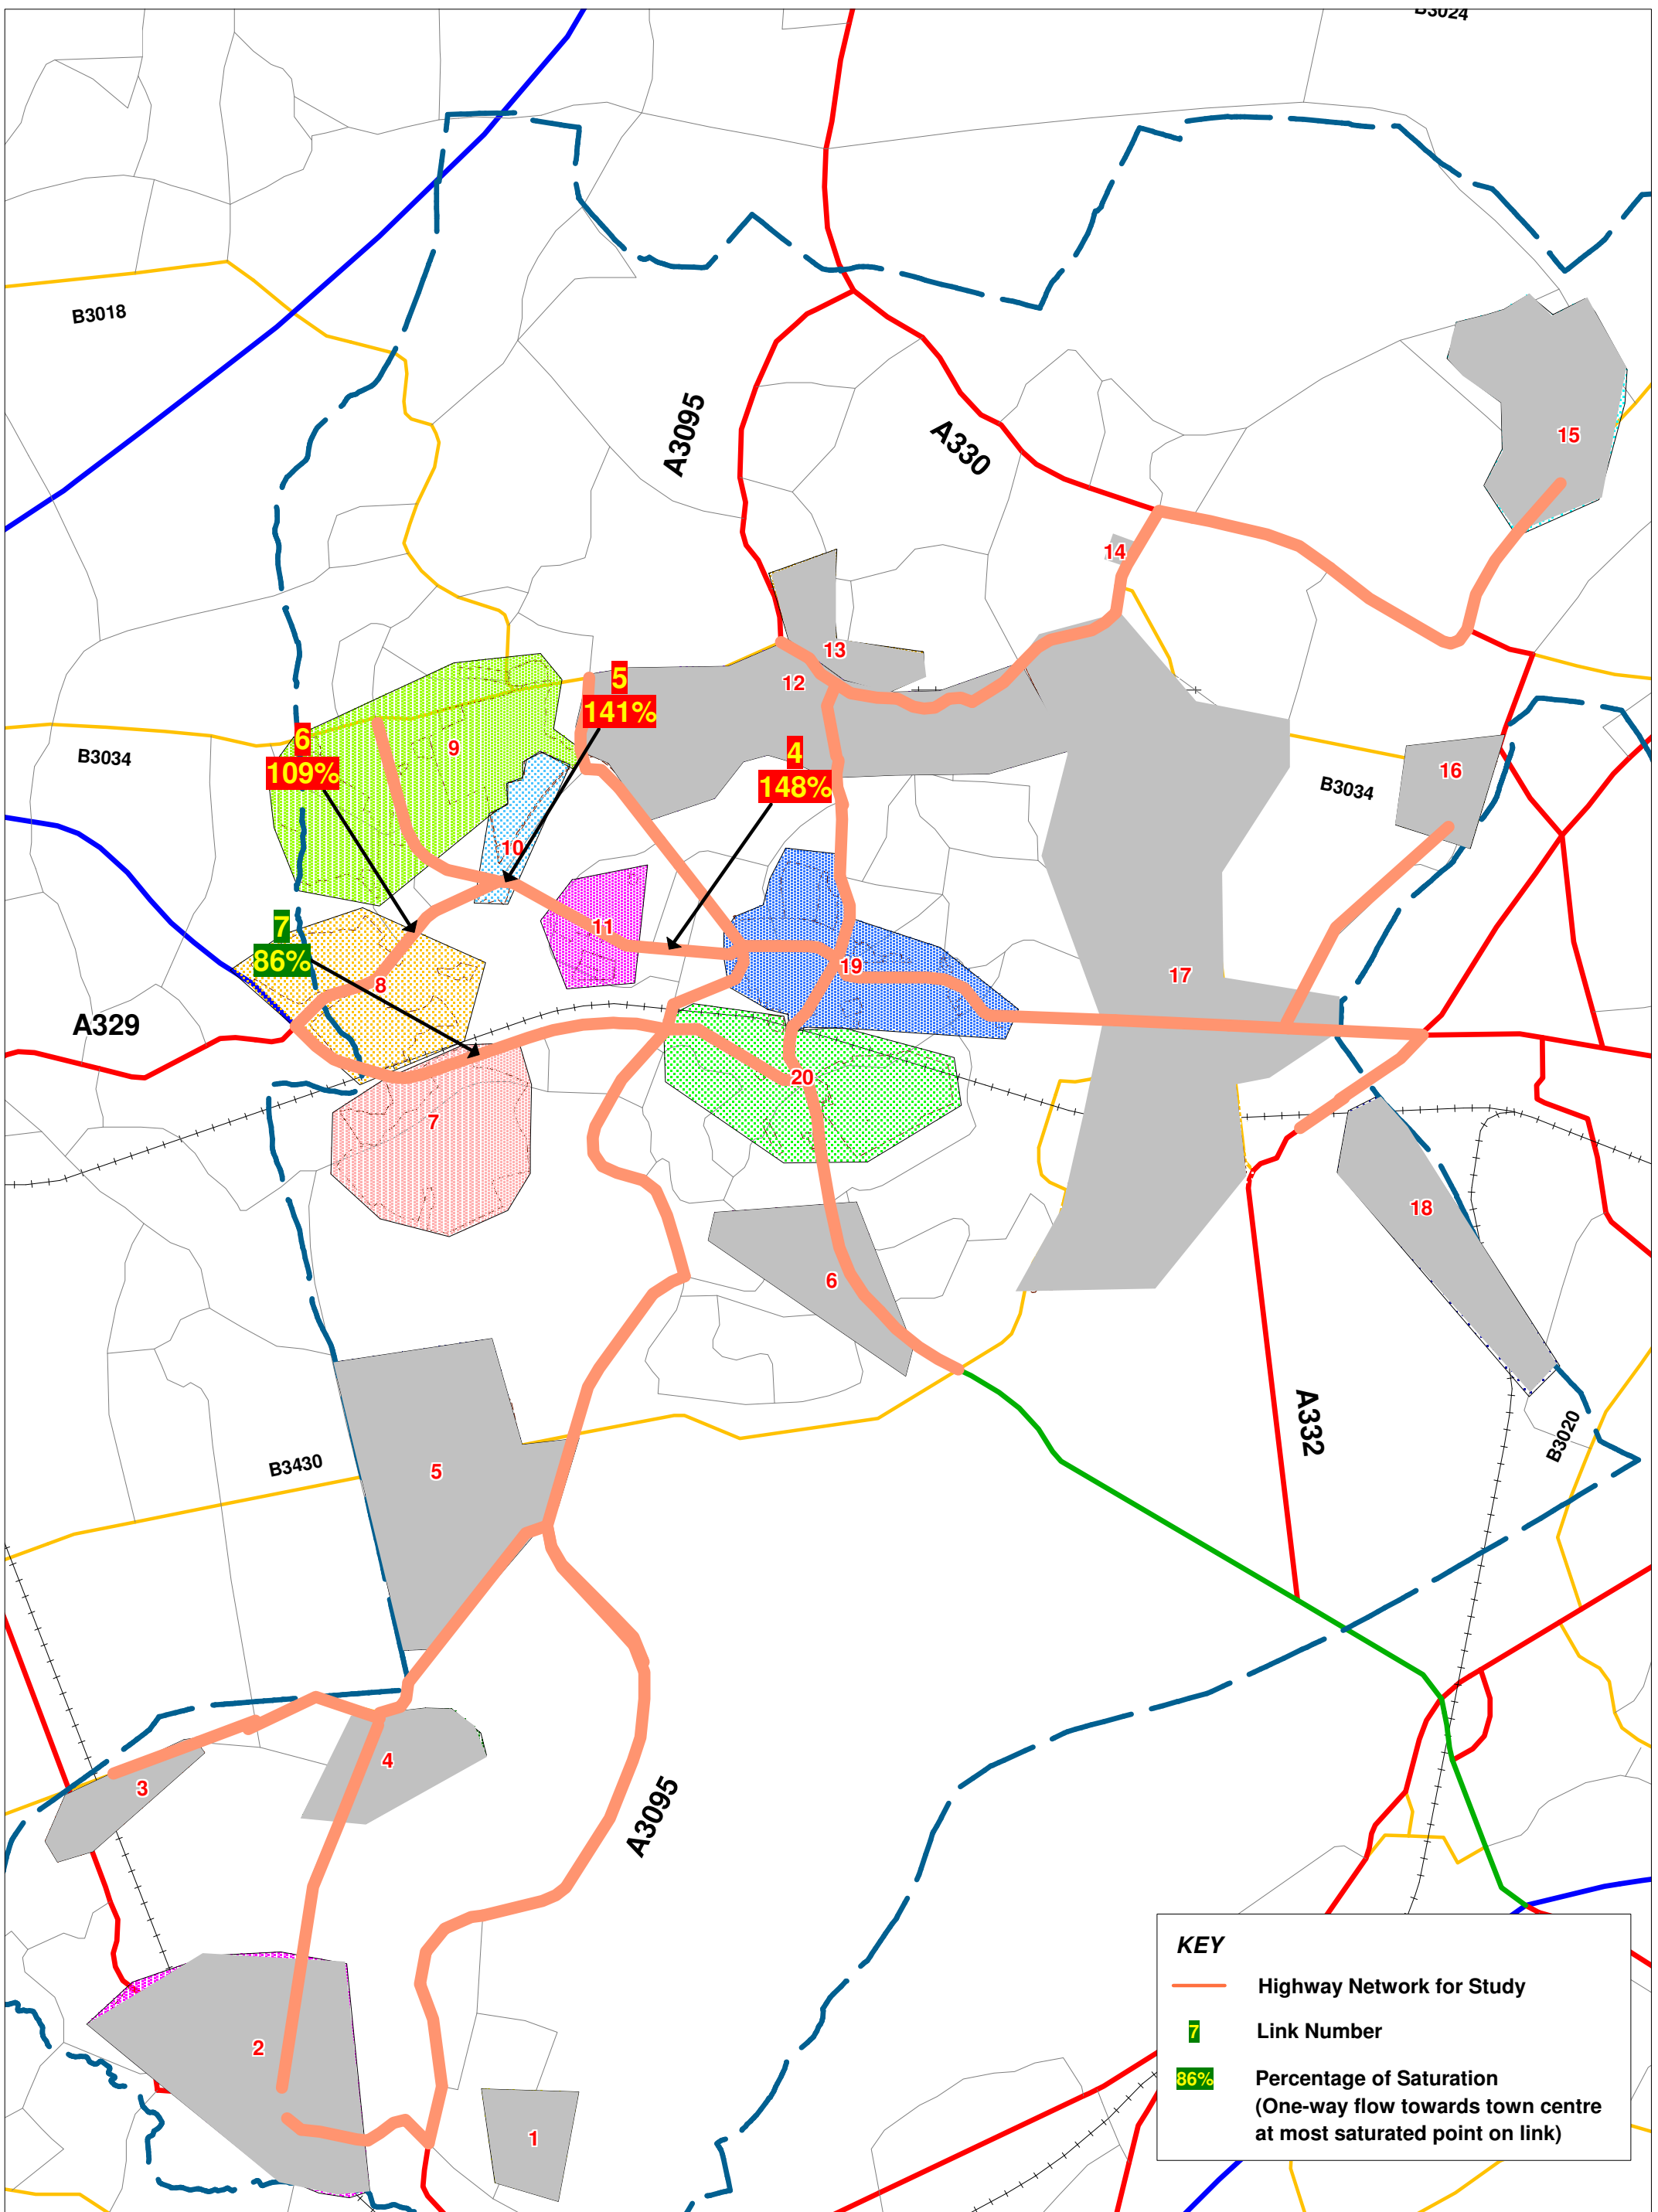 B3024
B3018
A3095
A330
15
14
13
12
5
141%
6
109%
9
4
148%
B3034
B3034
16
10
7
86%
11
19
17
8
A329
20
7
18
6
A332
B3020
B3430
5
4
3
A3095
2
1
KEY
Highway Network for Study
7 Link Number
86% Percentage of Saturation
(One-way flow towards town centre
at most saturated point on link)